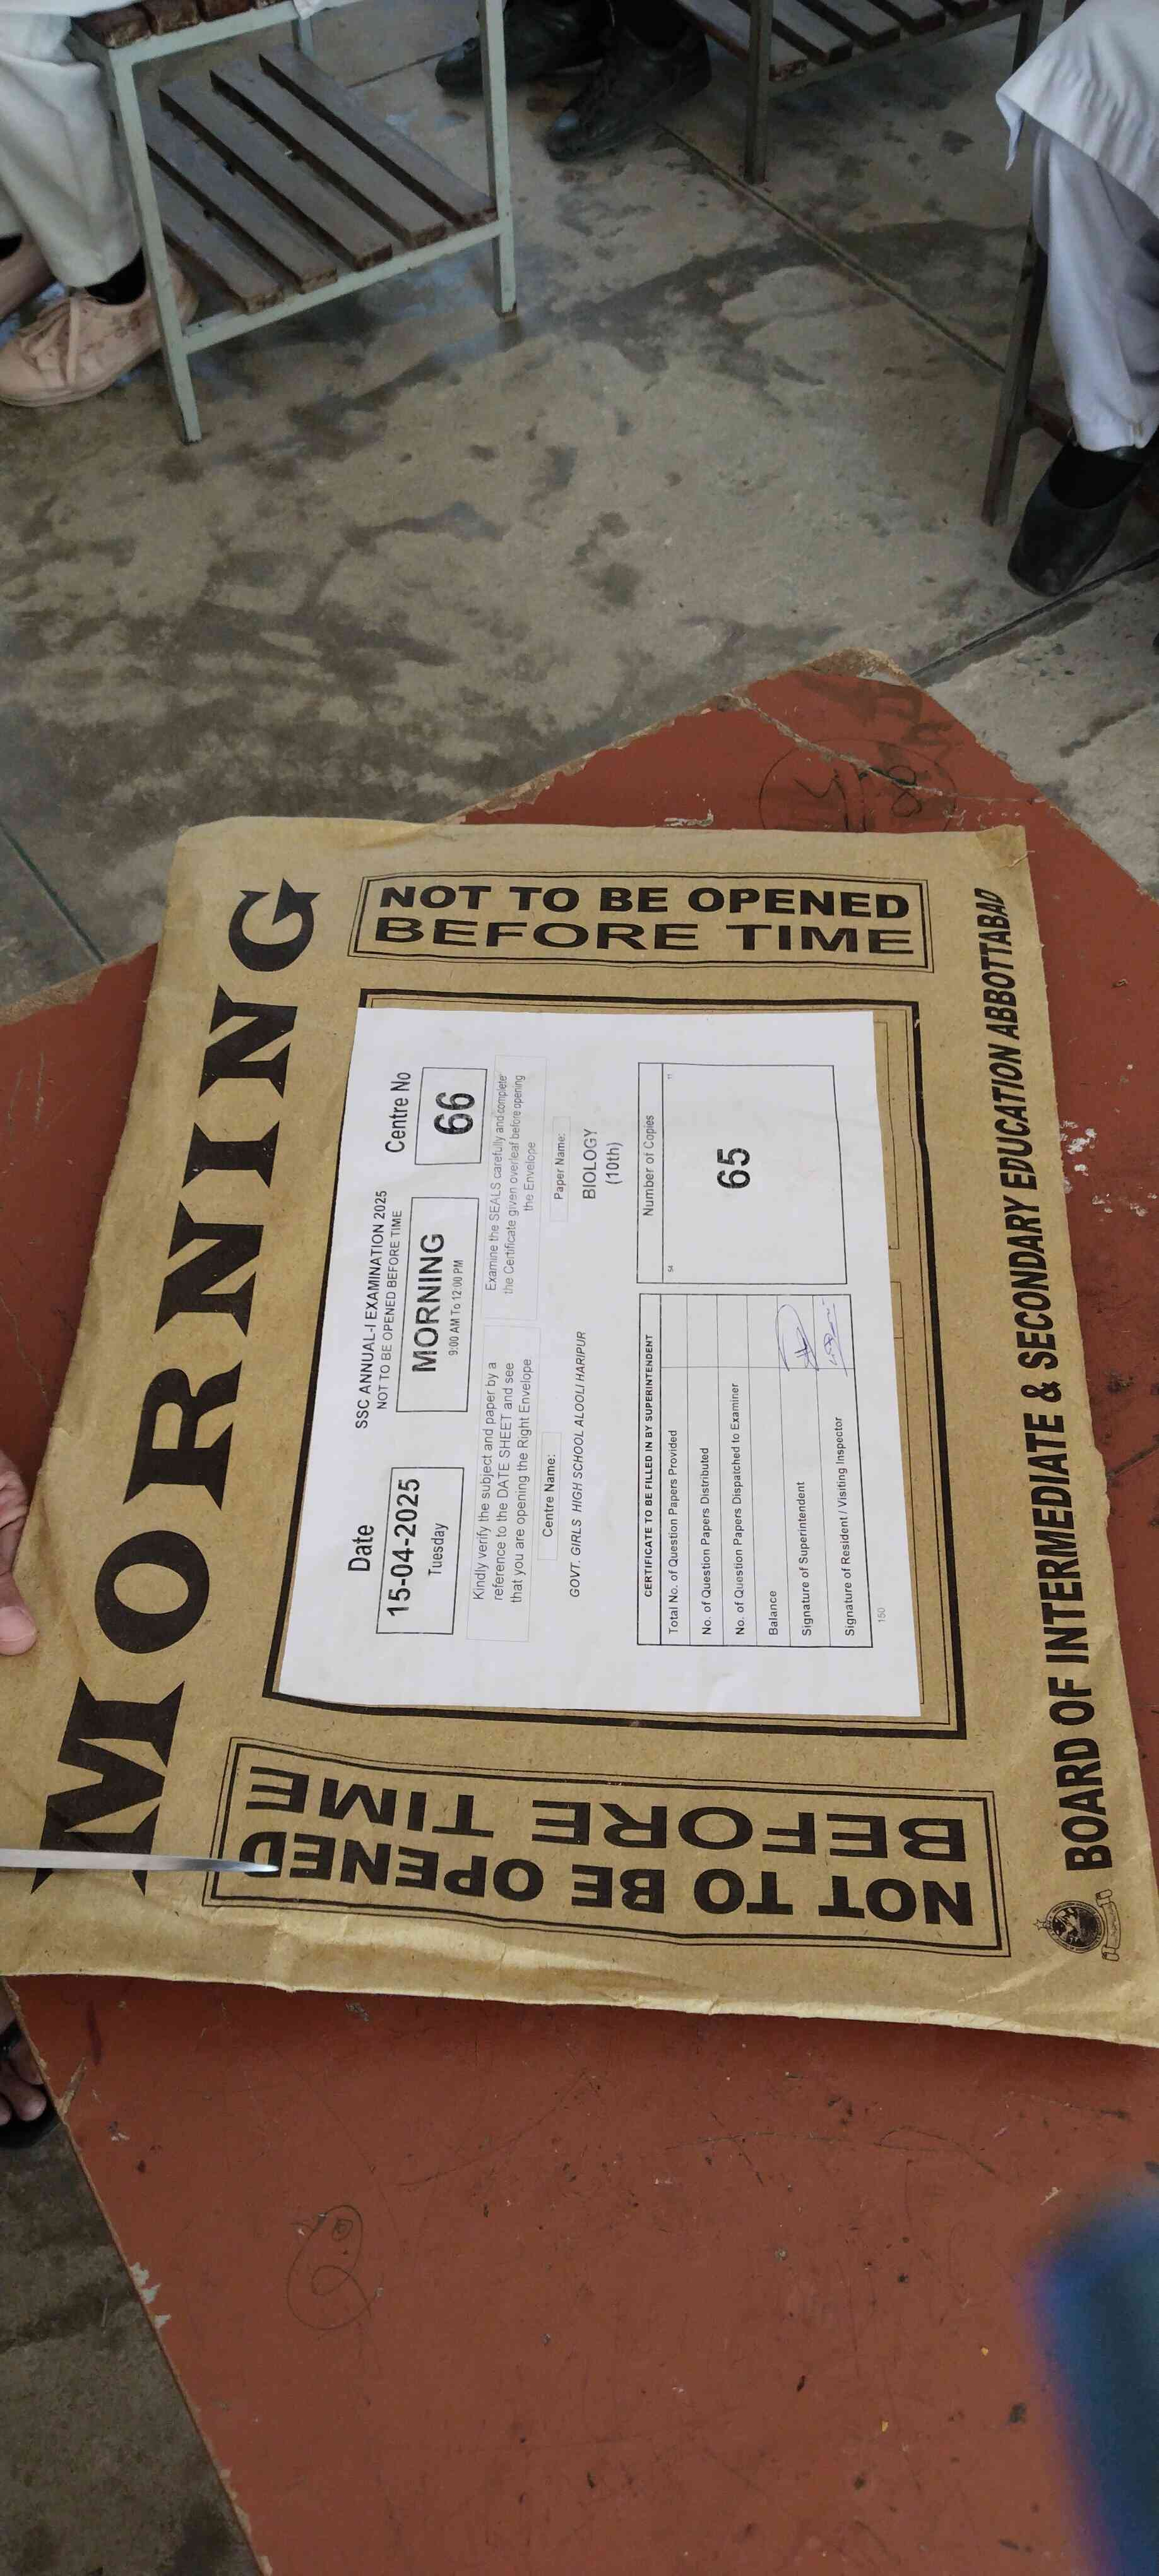 MORNING
NOT TO BE OPENED
BEFORE TIME
Date
15-04-2025
Tuesday
SSC ANNUAL-I EXAMINATION 2025
NOT TO BE OPENED BEFORE TIME
MORNING
9:00 AM To 12:00 PM
Centre No
66
Kindly verify the subject and paper by a
reference to the DATE SHEET and see
that you are opening the Right Envelope
Examine the SEALS carefully and complete
the Certificate given overleaf before opening
the Envelope
Centre Name:
GOVT. GIRLS HIGH SCHOOL ALOOLI HARIPUR
Paper Name:
BIOLOGY
(10th)
CERTIFICATE TO BE FILLED IN BY SUPERINTENDENT
Total No. of Question Papers Provided
No. of Question Papers Distributed
No. of Question Papers Dispatched to Examiner
Balance
Signature of Superintendent
Signature of Resident / Visiting Inspector
Number of Copies
54
11
65
150
NOT TO BE OPENED
BEFORE TIME
BOARD OF INTERMEDIATE & SECONDARY EDUCATION ABBOTTABAD